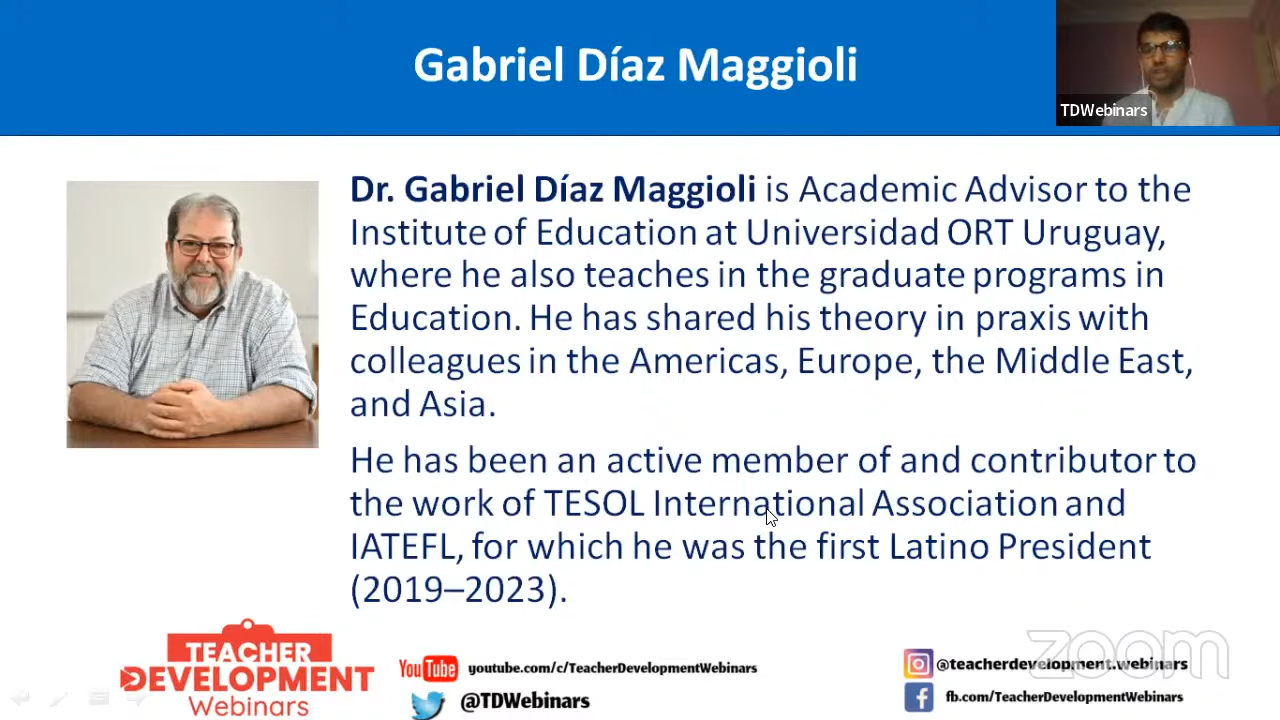 Gabriel Díaz Maggioli
TDWebinars
Dr. Gabriel Díaz Maggioli is Academic Advisor to the
Institute of Education at Universidad ORT Uruguay,
where he also teaches in the graduate programs in
Education. He has shared his theory in praxis with
colleagues in the Americas, Europe, the Middle East,
and Asia.
He has been an active member of and contributor to
the work of TESOL International Association and
IATEFL, for which he was the first Latino President
(2019–2023).
TEACHER
DEVELOPMENT
Webinars
YouTube youtube.com/c/TeacherDevelopmentWebinars
@TDWebinars
@teacherdevelopment.webinars
fb.com/TeacherDevelopmentWebinars
zoom